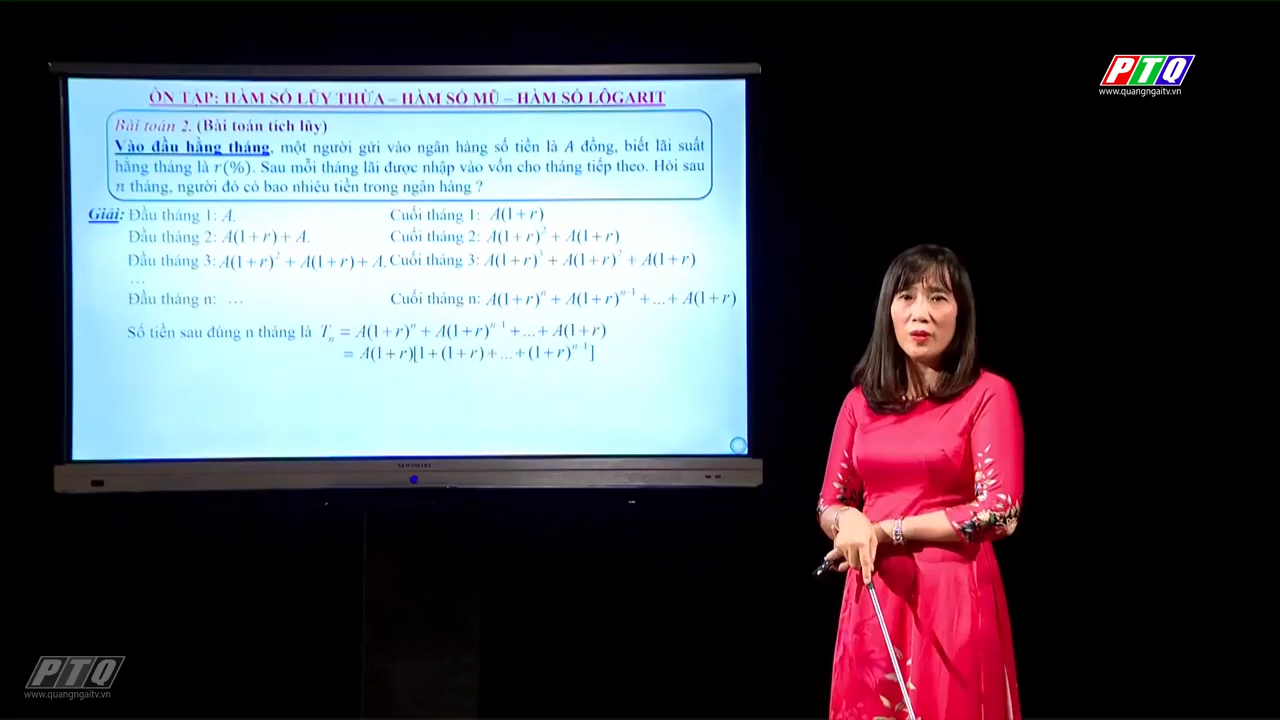 PTQ
www.quangngaitv.vn
ÔN TẬP: HÀM SỐ LŨY THỪA – HÀM SỐ MŨ – HÀM SỐ LÔGARIT
Bài toán 2. (Bài toán tích lũy)
Vào đầu hằng tháng, một người gửi vào ngân hàng số tiền là A đồng, biết lãi suất
hằng tháng là r(%). Sau mỗi tháng lãi được nhập vào vốn cho tháng tiếp theo. Hỏi sau
n tháng, người đó có bao nhiêu tiền trong ngân hàng ?
Giải: Đầu tháng 1: A. Cuối tháng 1: A(1+r)
Đầu tháng 2: A(1+r)+A. Cuối tháng 2: A(1+r)² + A(1+r)
Đầu tháng 3: A(1+r)² + A(1+r)+A. Cuối tháng 3: A(1+r)³ + A(1+r)² + A(1+r)
...
Đầu tháng n: ... Cuối tháng n: A(1+r)ⁿ + A(1+r)ⁿ⁻¹ +...+ A(1+r)
Số tiền sau đúng n tháng là Tₙ = A(1+r)ⁿ + A(1+r)ⁿ⁻¹ +...+ A(1+r)
= A(1+r)[1+(1+r)+...+(1+r)ⁿ⁻¹]
NEWSMART
PTQ
www.quangngaitv.vn